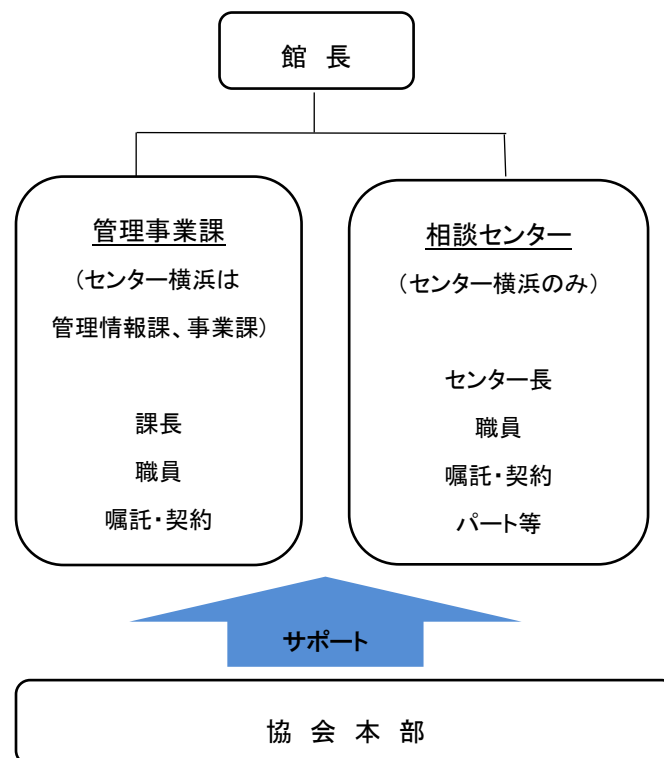 館 長
管理事業課
（センター横浜は
管理情報課、事業課）
課長
職員
嘱託・契約
相談センター
（センター横浜のみ）
センター長
職員
嘱託・契約
パート等
サポート
協 会 本 部